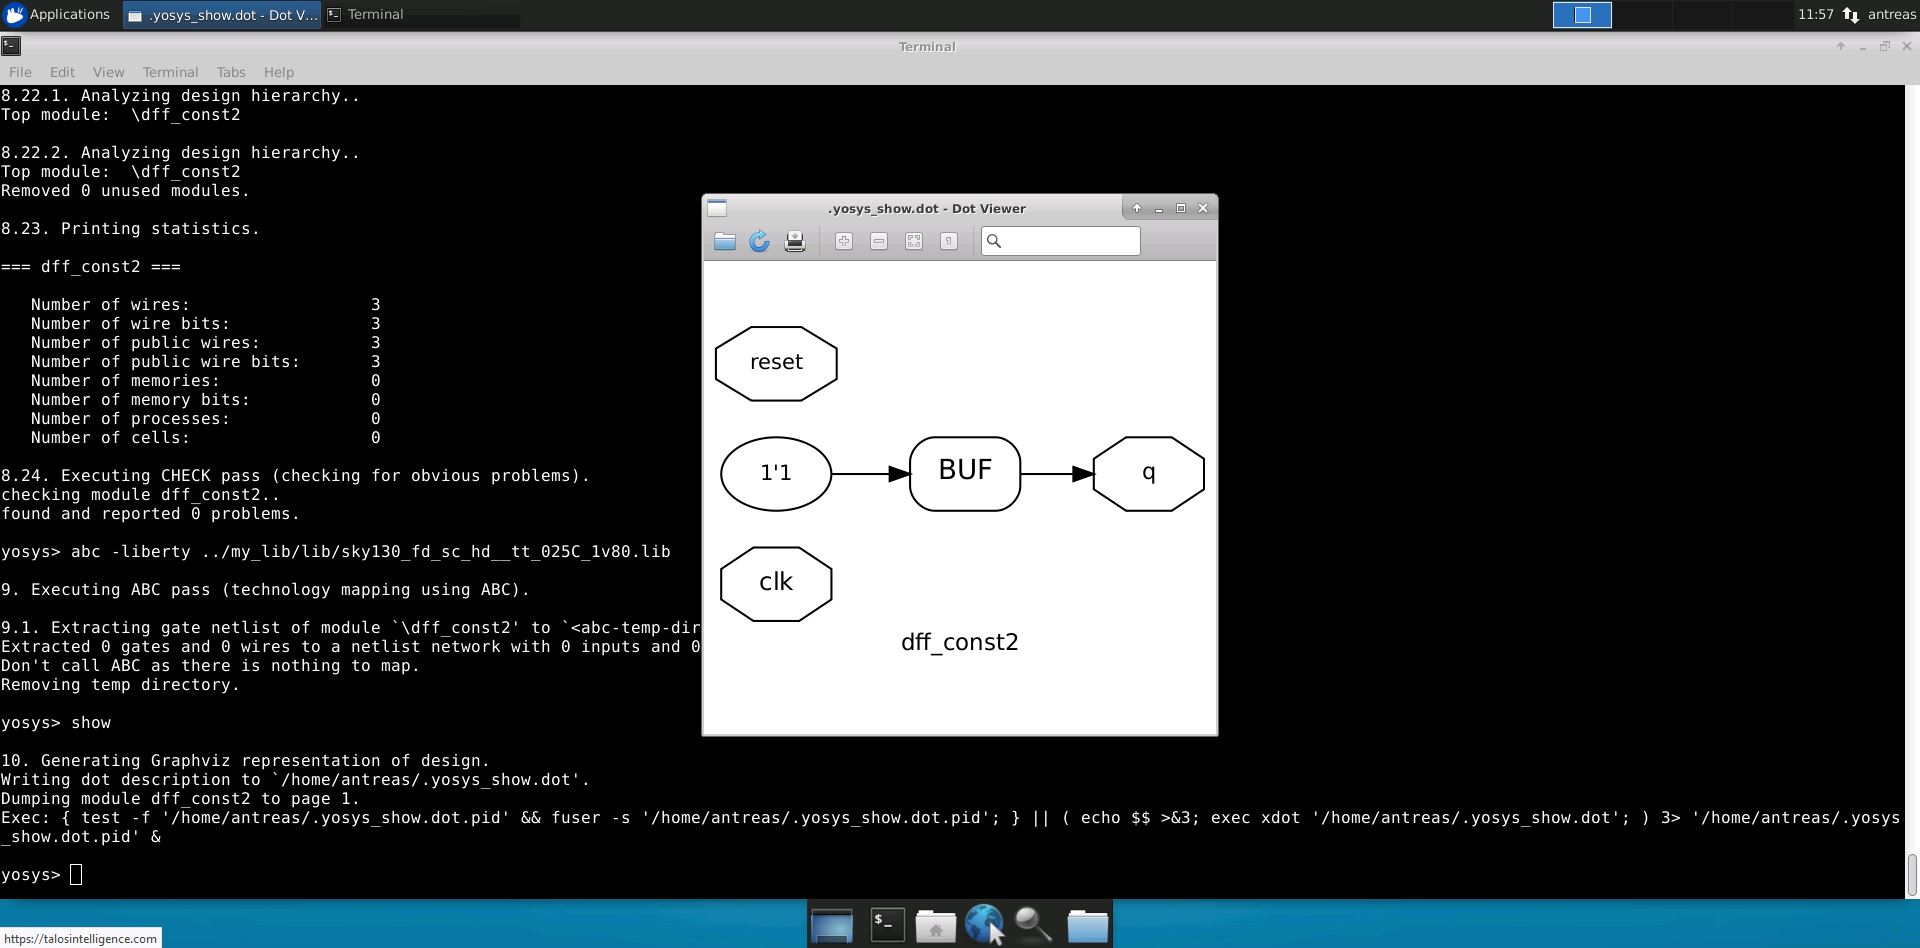 Applications
.yosys_show.dot - Dot V...
Terminal
11:57
antreas
Terminal
File Edit View Terminal Tabs Help
8.22.1. Analyzing design hierarchy..
Top module:  \dff_const2
8.22.2. Analyzing design hierarchy..
Top module:  \dff_const2
Removed 0 unused modules.
8.23. Printing statistics.
=== dff_const2 ===
Number of wires: 3
Number of wire bits: 3
Number of public wires: 3
Number of public wire bits: 3
Number of memories: 0
Number of memory bits: 0
Number of processes: 0
Number of cells: 0
8.24. Executing CHECK pass (checking for obvious problems).
checking module dff_const2..
found and reported 0 problems.
yosys> abc -liberty ../my_lib/lib/sky130_fd_sc_hd__tt_025C_1v80.lib
9. Executing ABC pass (technology mapping using ABC).
9.1. Extracting gate netlist of module `\dff_const2' to `<abc-temp-dir
Extracted 0 gates and 0 wires to a netlist network with 0 inputs and 0
Don't call ABC as there is nothing to map.
Removing temp directory.
yosys> show
10. Generating Graphviz representation of design.
Writing dot description to `/home/antreas/.yosys_show.dot'.
Dumping module dff_const2 to page 1.
Exec: { test -f '/home/antreas/.yosys_show.dot.pid' && fuser -s '/home/antreas/.yosys_show.dot.pid'; } || ( echo $$ >&3; exec xdot '/home/antreas/.yosys_show.dot'; ) 3> '/home/antreas/.yosys
_show.dot.pid' &
yosys>
.yosys_show.dot - Dot Viewer
reset
1'1
BUF
q
clk
dff_const2
https://talosintelligence.com